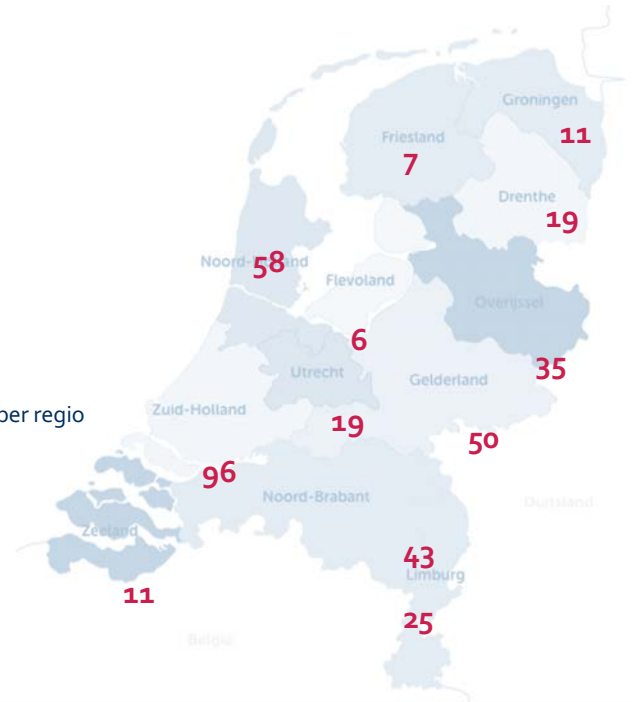 Groningen
11
Friesland
7
Drenthe
19
Noord-Holland
58
Flevoland
Overijssel
6
35
Utrecht
Gelderland
per regio
Zuid-Holland
19
50
96
Noord-Brabant
Duitsland
Zeeland
43
Limburg
11
25
België